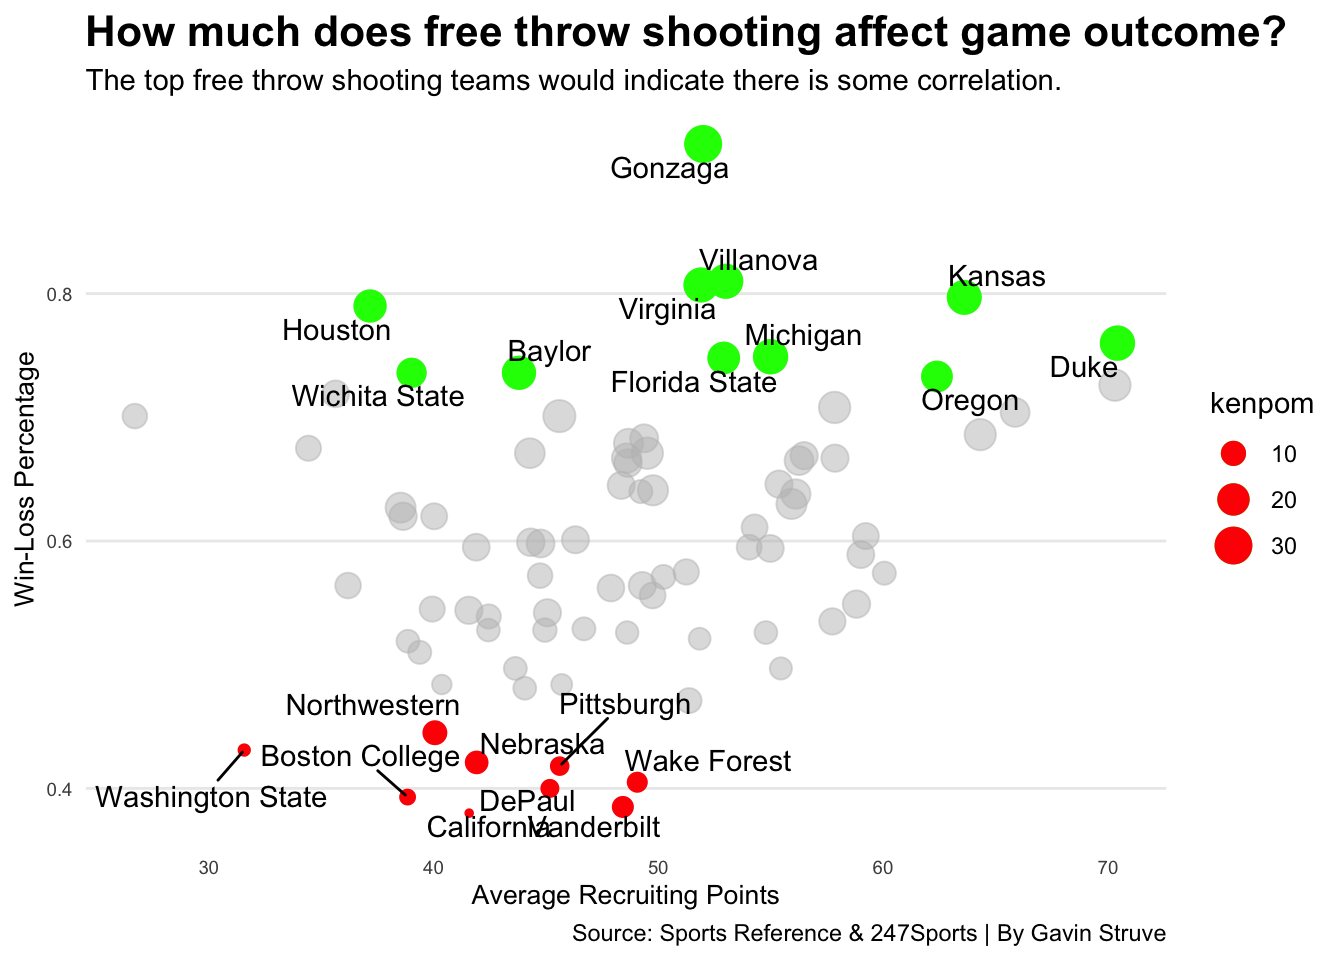 How much does free throw shooting affect game outcome?
The top free throw shooting teams would indicate there is some correlation.
Gonzaga
Villanova
Kansas
0.8
Virginia
Houston
Michigan
Baylor
Duke
Florida State
Wichita State
Oregon
kenpom
10
20
30
Win-Loss Percentage
0.6
Northwestern
Pittsburgh
Nebraska
Boston College
Wake Forest
0.4
Washington State
DePaul
California
Vanderbilt
30 40 50 60 70
Average Recruiting Points
Source: Sports Reference & 247Sports | By Gavin Struve